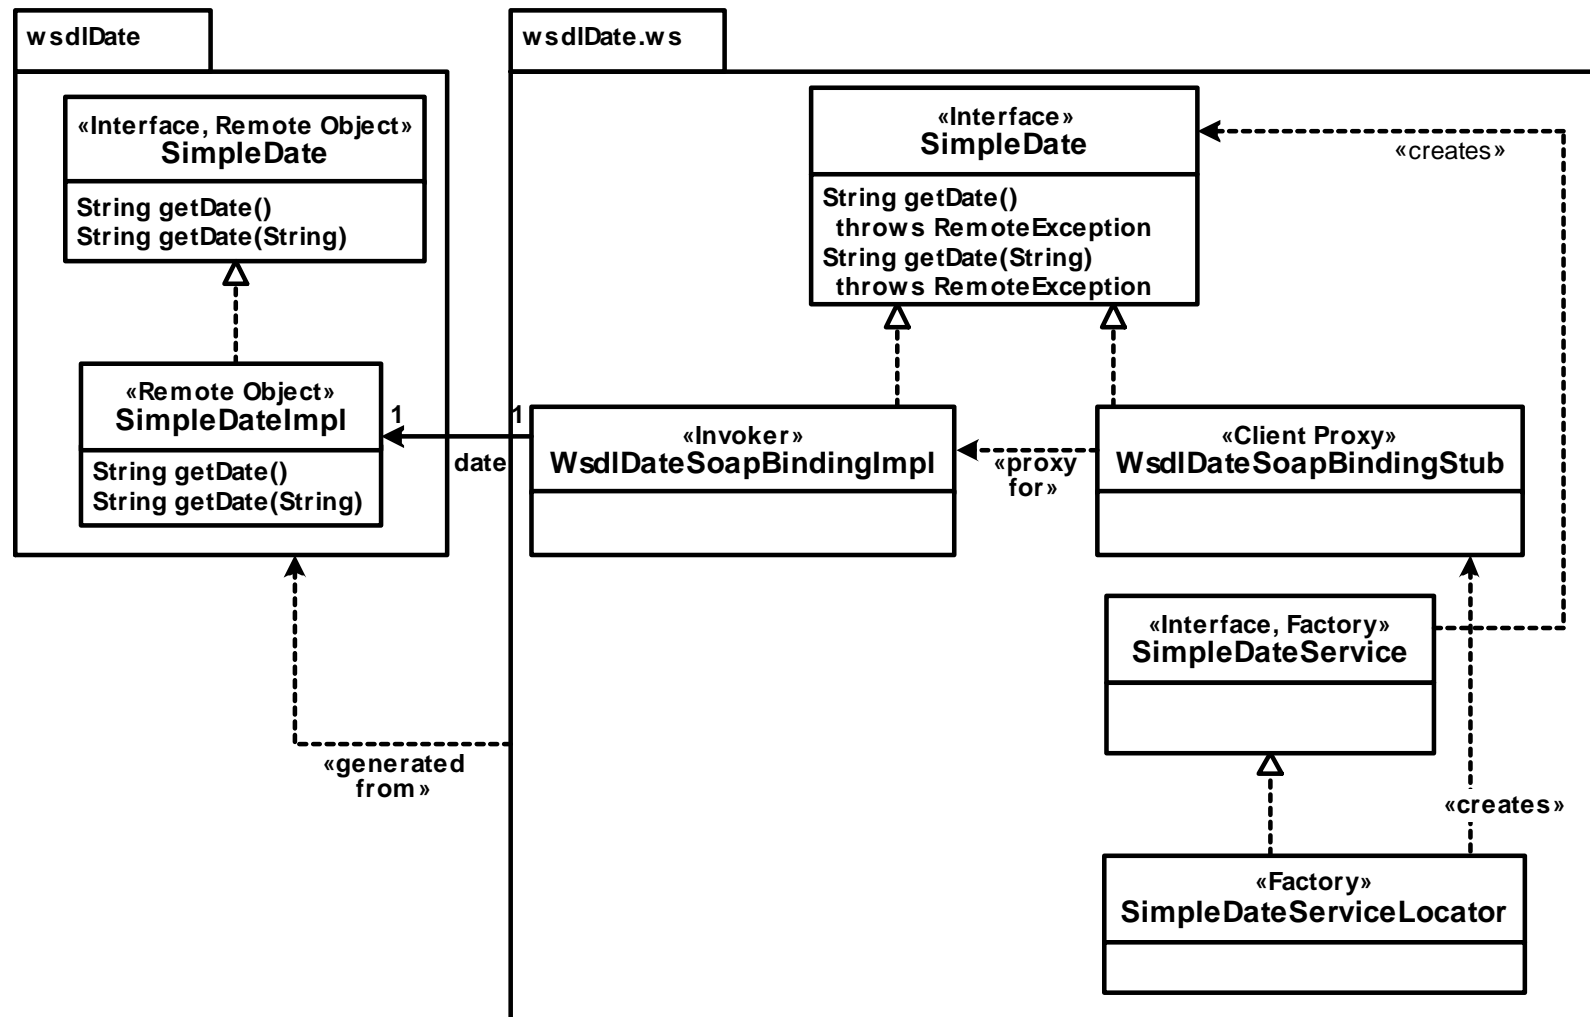 wsdlDate
«Interface, Remote Object»
SimpleDate
String getDate()
String getDate(String)
«Remote Object»
SimpleDateImpl
String getDate()
String getDate(String)
1
1
date
«generated
from»
wsdlDate.ws
«Interface»
SimpleDate
String getDate()
throws RemoteException
String getDate(String)
throws RemoteException
«creates»
«Invoker»
WsdlDateSoapBindingImpl
«proxy
for»
«Client Proxy»
WsdlDateSoapBindingStub
«Interface, Factory»
SimpleDateService
«creates»
«Factory»
SimpleDateServiceLocator